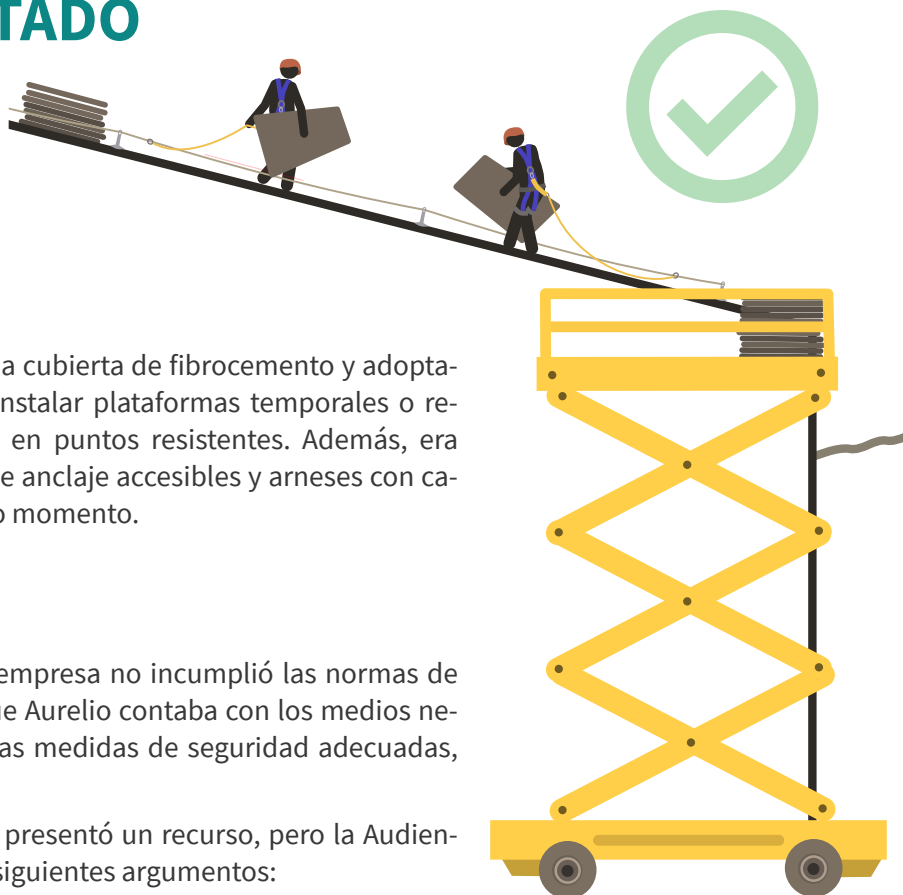 TADO
a cubierta de fibrocemento y adopta-
nstalar plataformas temporales o re-
en puntos resistentes. Además, era
e anclaje accesibles y arneses con ca-
o momento.
empresa no incumplió las normas de
ue Aurelio contaba con los medios ne-
as medidas de seguridad adecuadas,
presentó un recurso, pero la Audien-
siguientes argumentos: